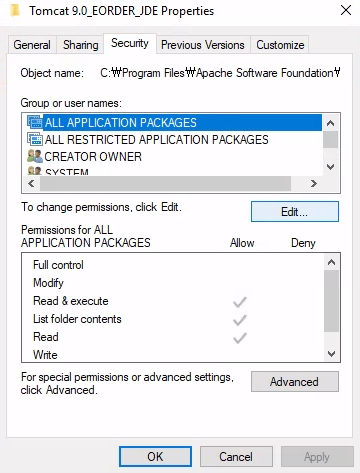 Tomcat 9.0_EORDER_JDE Properties
General
Sharing
Security
Previous Versions
Customize
Object name: C:₩Program Files₩Apache Software Foundation₩
Group or user names:
ALL APPLICATION PACKAGES
ALL RESTRICTED APPLICATION PACKAGES
CREATOR OWNER
SYSTEM
To change permissions, click Edit.
Edit...
Permissions for ALL
APPLICATION PACKAGES
Allow
Deny
Full control
Modify
Read & execute
List folder contents
Read
Write
For special permissions or advanced settings,
click Advanced.
Advanced
OK
Cancel
Apply